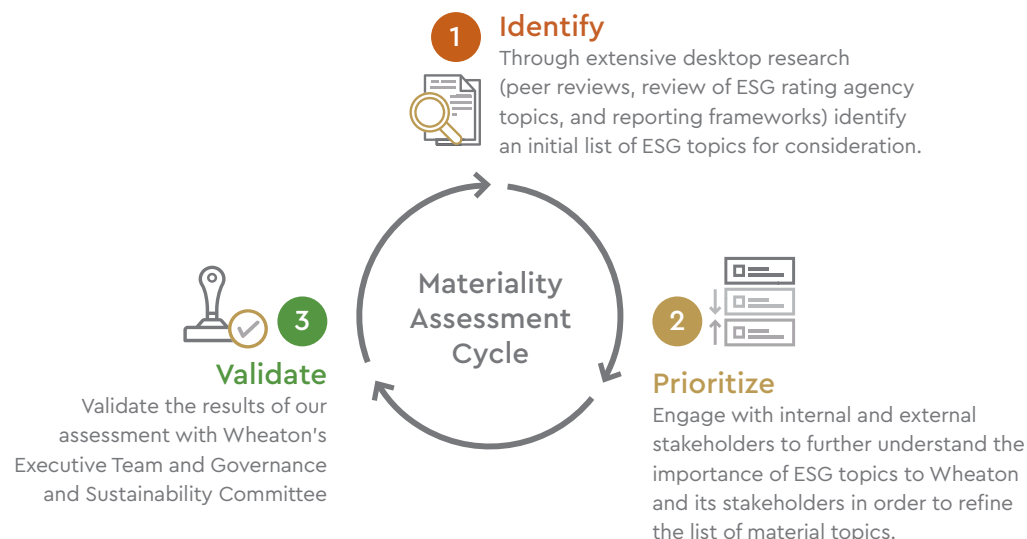 1
Identify
Through extensive desktop research
(peer reviews, review of ESG rating agency
topics, and reporting frameworks) identify
an initial list of ESG topics for consideration.
Materiality
Assessment
Cycle
2
Prioritize
Engage with internal and external
stakeholders to further understand the
importance of ESG topics to Wheaton
and its stakeholders in order to refine
the list of material topics.
3
Validate
Validate the results of our
assessment with Wheaton's
Executive Team and Governance
and Sustainability Committee